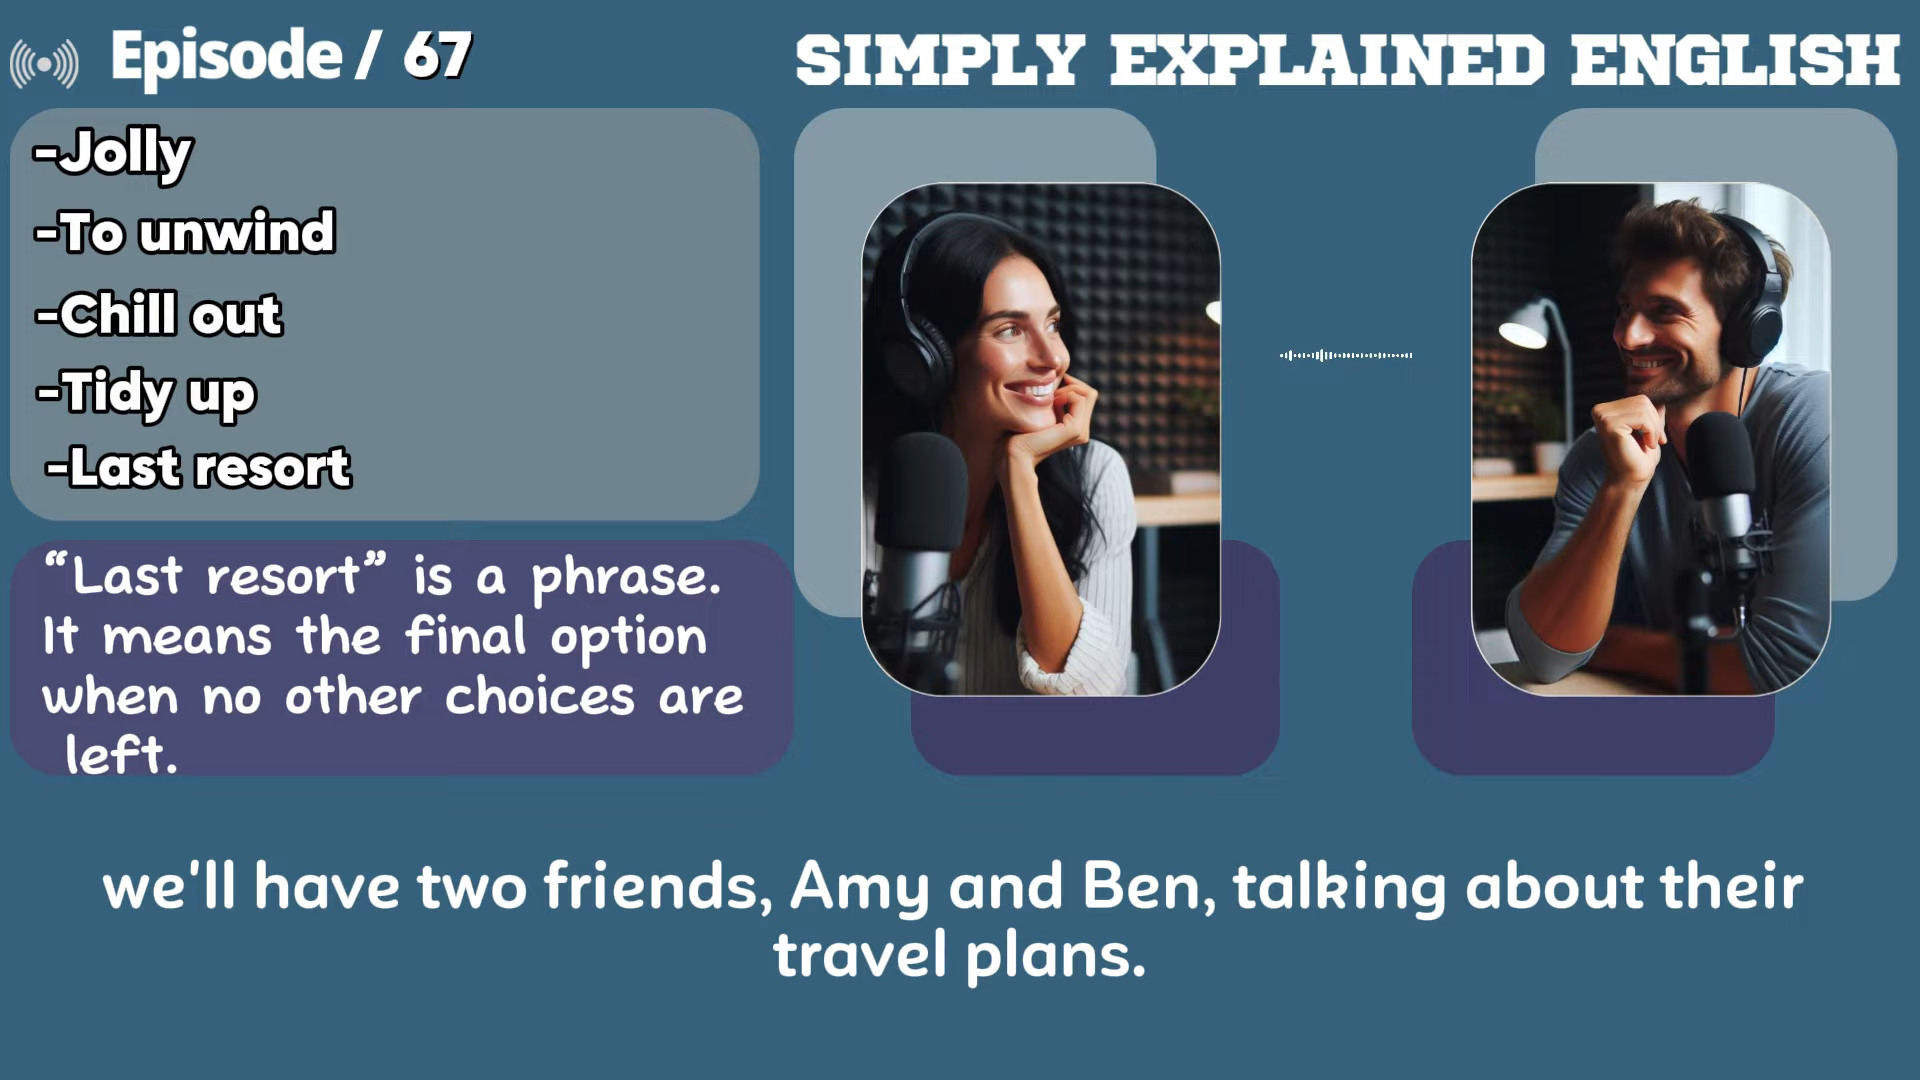 Episode / 67
SIMPLY EXPLAINED ENGLISH
-Jolly
-To unwind
-Chill out
-Tidy up
-Last resort
“Last resort” is a phrase.
It means the final option
when no other choices are
left.
we'll have two friends, Amy and Ben, talking about their
travel plans.